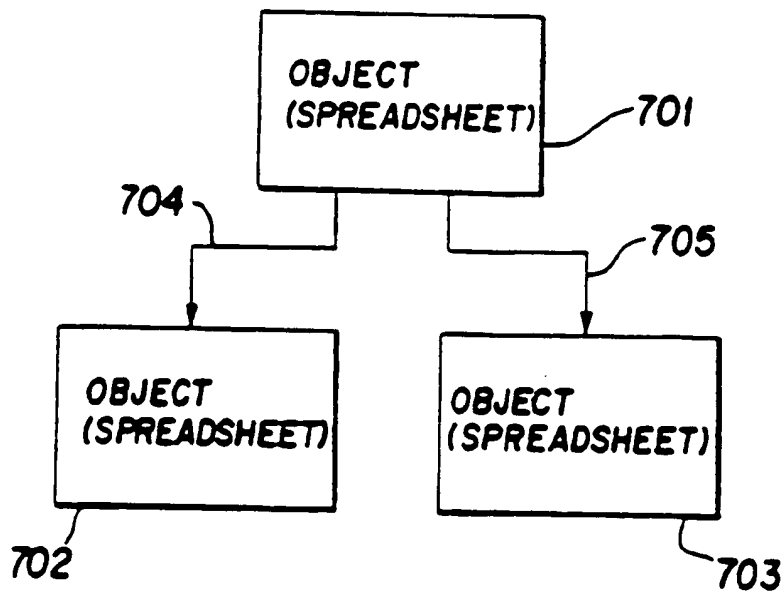 OBJECT
(SPREADSHEET)
701
704
705
OBJECT
(SPREADSHEET)
OBJECT
(SPREADSHEET)
702
703